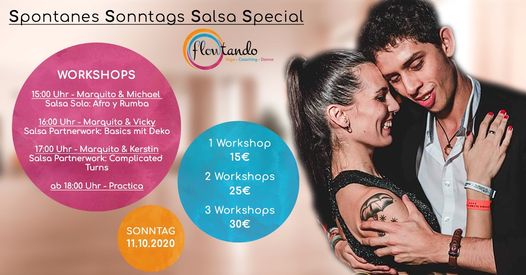 Spontanes Sonntags Salsa Special
flowtando
Yoga • Coaching • Dance
WORKSHOPS
15:00 Uhr - Marquito & Michael
Salsa Solo: Afro y Rumba
16:00 Uhr - Marquito & Vicky
Salsa Partnerwork: Basics mit Deko
17:00 Uhr - Marquito & Kerstin
Salsa Partnerwork: Complicated
Turns
ab 18:00 Uhr - Practica
1 Workshop
15€
2 Workshops
25€
3 Workshops
30€
SONNTAG
11.10.2020